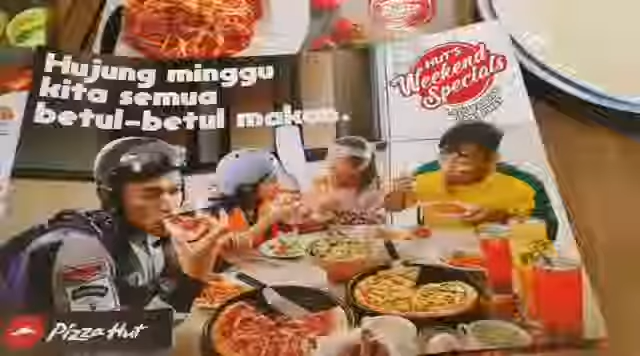 Hujung minggu
kita semua
betul-betul makan.
HUT'S
Weekend
Specials
Pizza Hut